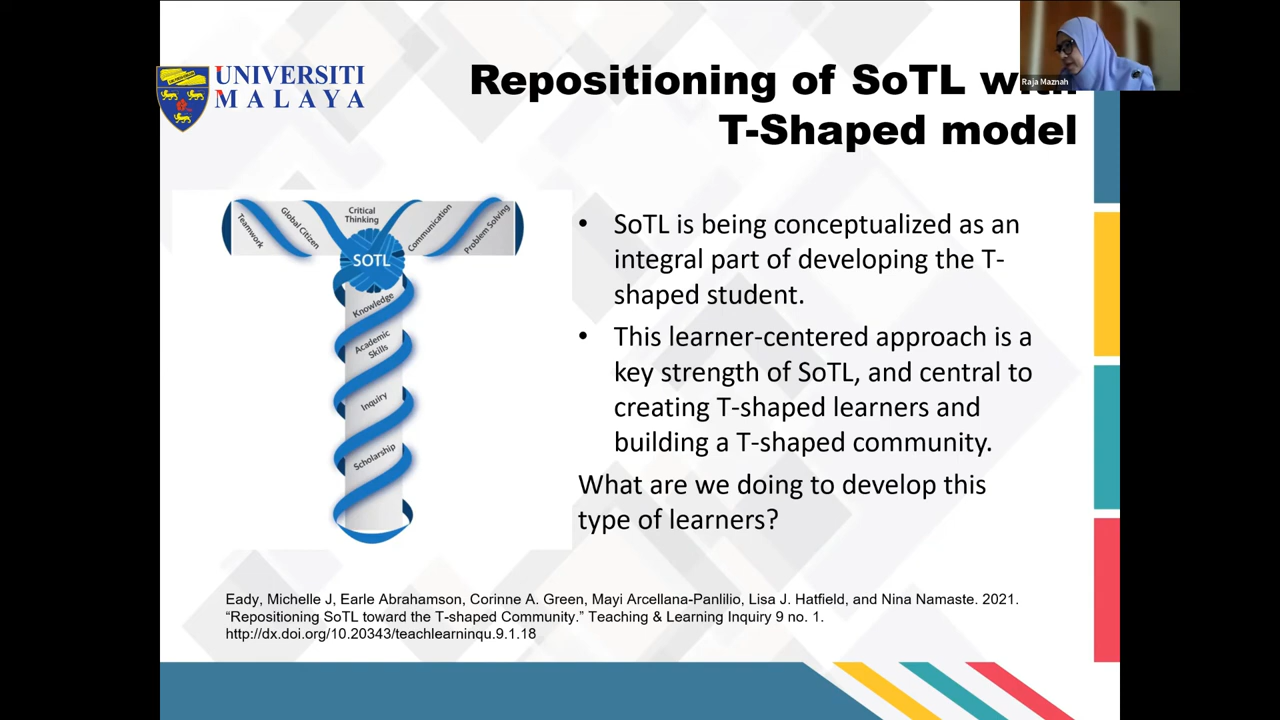 UNIVERSITI
MALAYA
Repositioning of SoTL with
T-Shaped model
Raja Maznah
Teamwork
Global Citizen
Critical
Thinking
Communication
Problem Solving
SOTL
Knowledge
Academic
Skills
Inquiry
Scholarship
• SoTL is being conceptualized as an
integral part of developing the T-
shaped student.
• This learner-centered approach is a
key strength of SoTL, and central to
creating T-shaped learners and
building a T-shaped community.
What are we doing to develop this
type of learners?
Eady, Michelle J, Earle Abrahamson, Corinne A. Green, Mayi Arcellana-Panlilio, Lisa J. Hatfield, and Nina Namaste. 2021.
“Repositioning SoTL toward the T-shaped Community.” Teaching & Learning Inquiry 9 no. 1.
http://dx.doi.org/10.20343/teachlearninqu.9.1.18